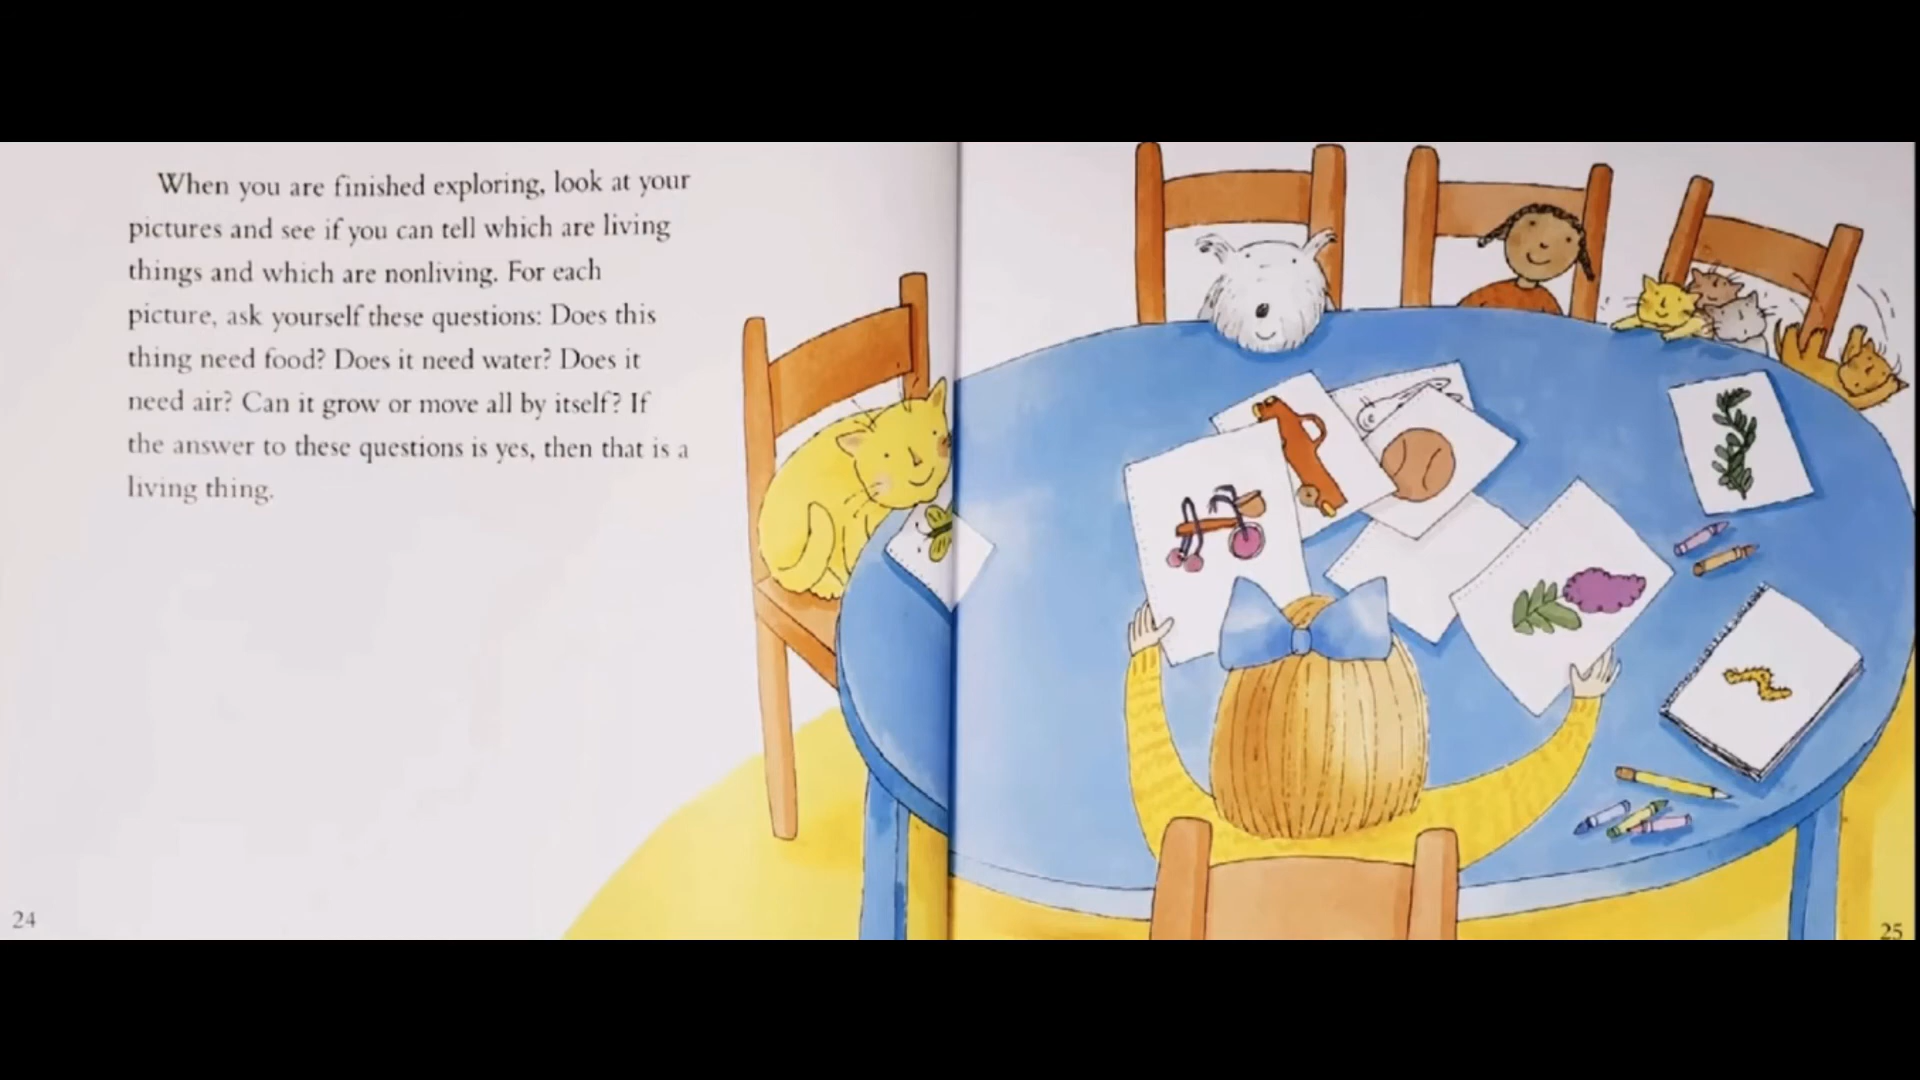 When you are finished exploring, look at your
pictures and see if you can tell which are living
things and which are nonliving. For each
picture, ask yourself these questions: Does this
thing need food? Does it need water? Does it
need air? Can it grow or move all by itself? If
the answer to these questions is yes, then that is a
living thing.
24
25